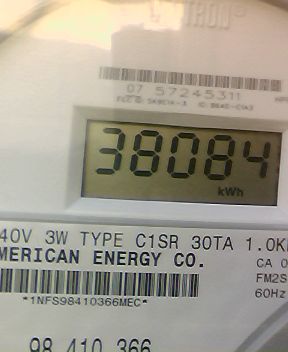 TRON
07 57245311
38084
kWh
40V 3W TYPE C1SR 30TA 1.0K
MERICAN ENERGY CO.
CA 0
FM2S
60Hz
*1NFS98410366MEC*
98 410 366